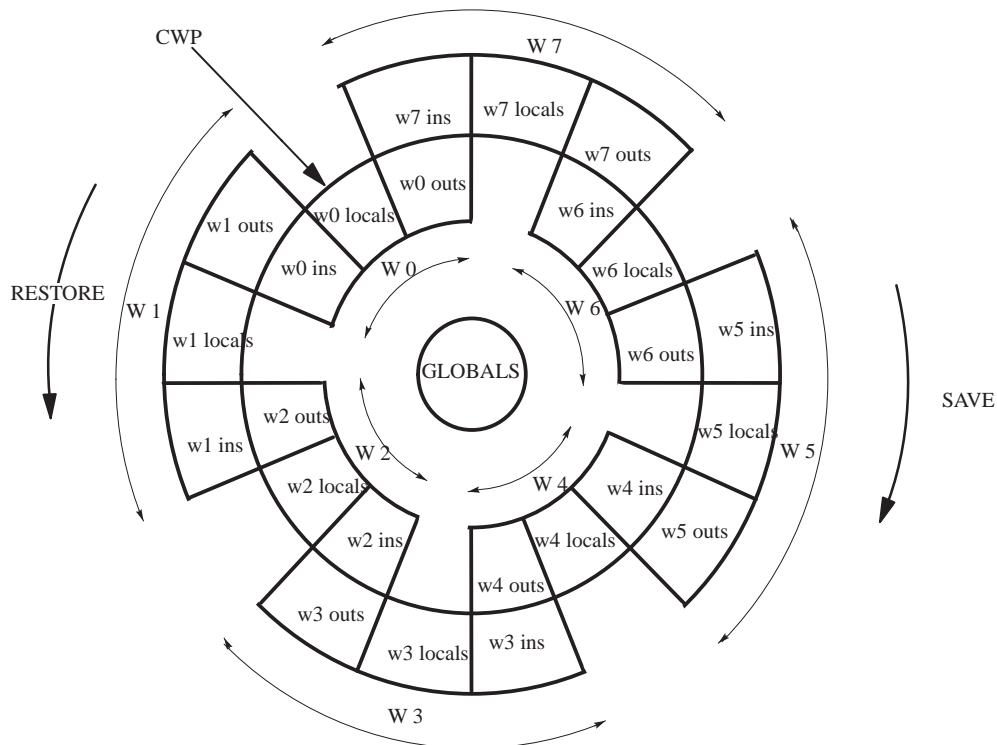 CWP
W 7
w7 ins
w7 locals
w7 outs
w0 outs
w0 locals
w1 outs
w0 ins
w6 ins
w6 locals
W 0
RESTORE
W 1
W 6
w5 ins
w1 locals
w6 outs
GLOBALS
SAVE
w2 outs
w5 locals
w1 ins
W 2
W 5
w2 locals
W 4
w4 ins
w5 outs
w2 ins
w4 locals
w4 outs
w3 outs
w3 locals
w3 ins
W 3